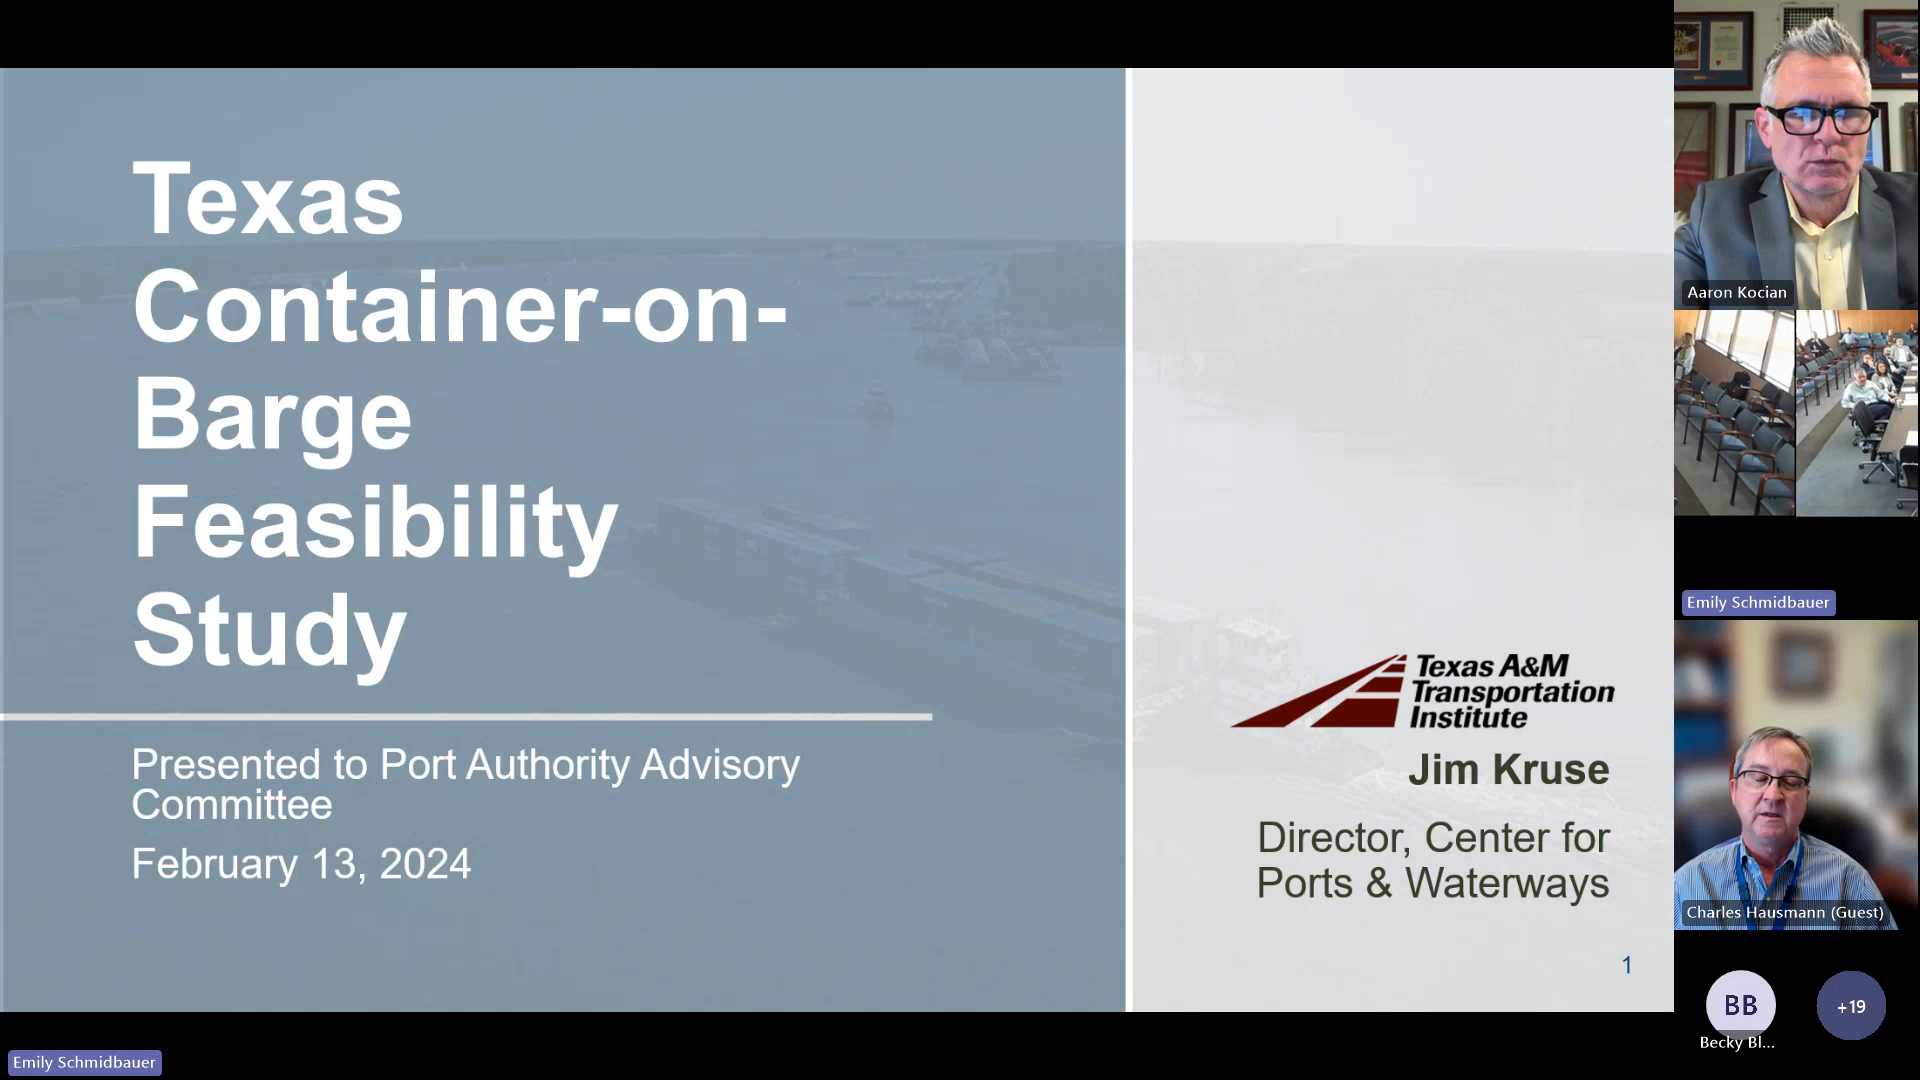 Texas
Container-on-
Barge
Feasibility
Study
Presented to Port Authority Advisory
Committee
February 13, 2024
Texas A&M
Transportation
Institute
Jim Kruse
Director, Center for
Ports & Waterways
1
Emily Schmidbauer
Aaron Kocian
Emily Schmidbauer
Charles Hausmann (Guest)
BB
Becky Bl...
+19